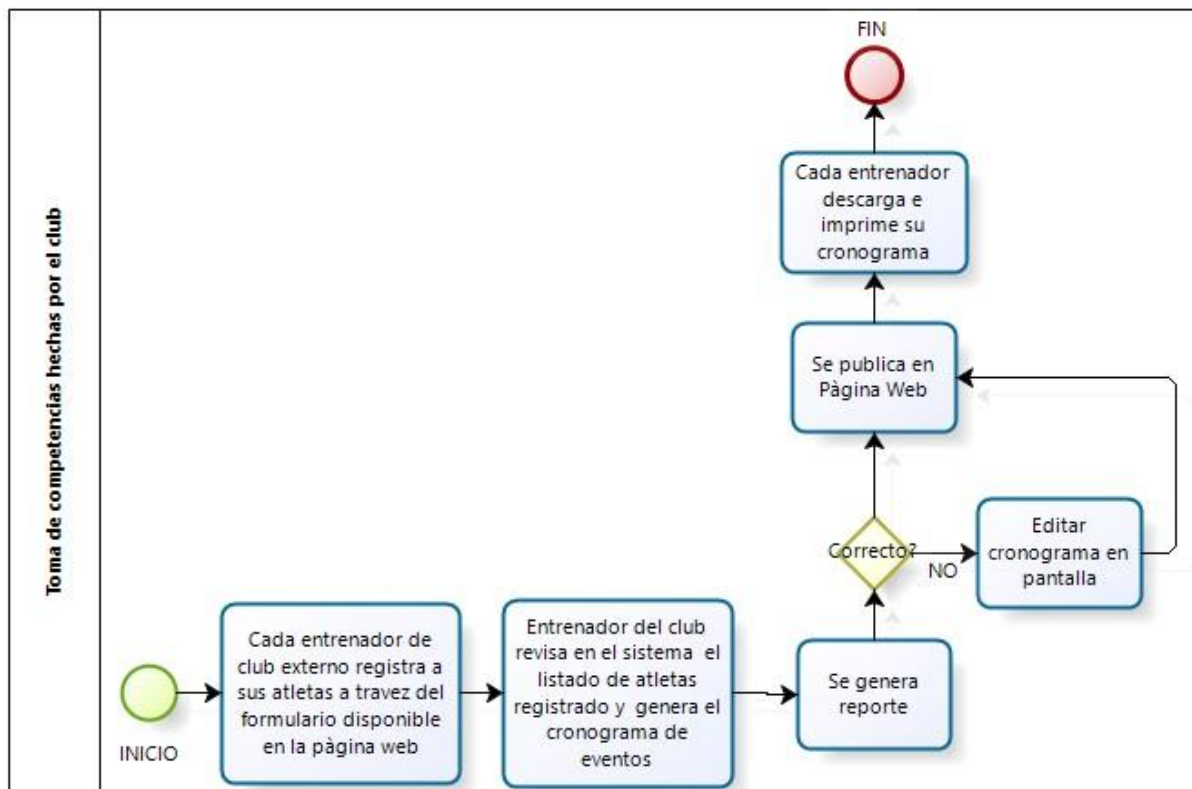 Toma de competencias hechas por el club
INICIO
Cada entrenador de
club externo registra a
sus atletas a travez del
formulario disponible
en la pàgina web
Entrenador del club
revisa en el sistema el
listado de atletas
registrado y genera el
cronograma de
eventos
Se genera
reporte
Correcto?
NO
Editar
cronograma en
pantalla
Se publica en
Pàgina Web
Cada entrenador
descarga e
imprime su
cronograma
FIN